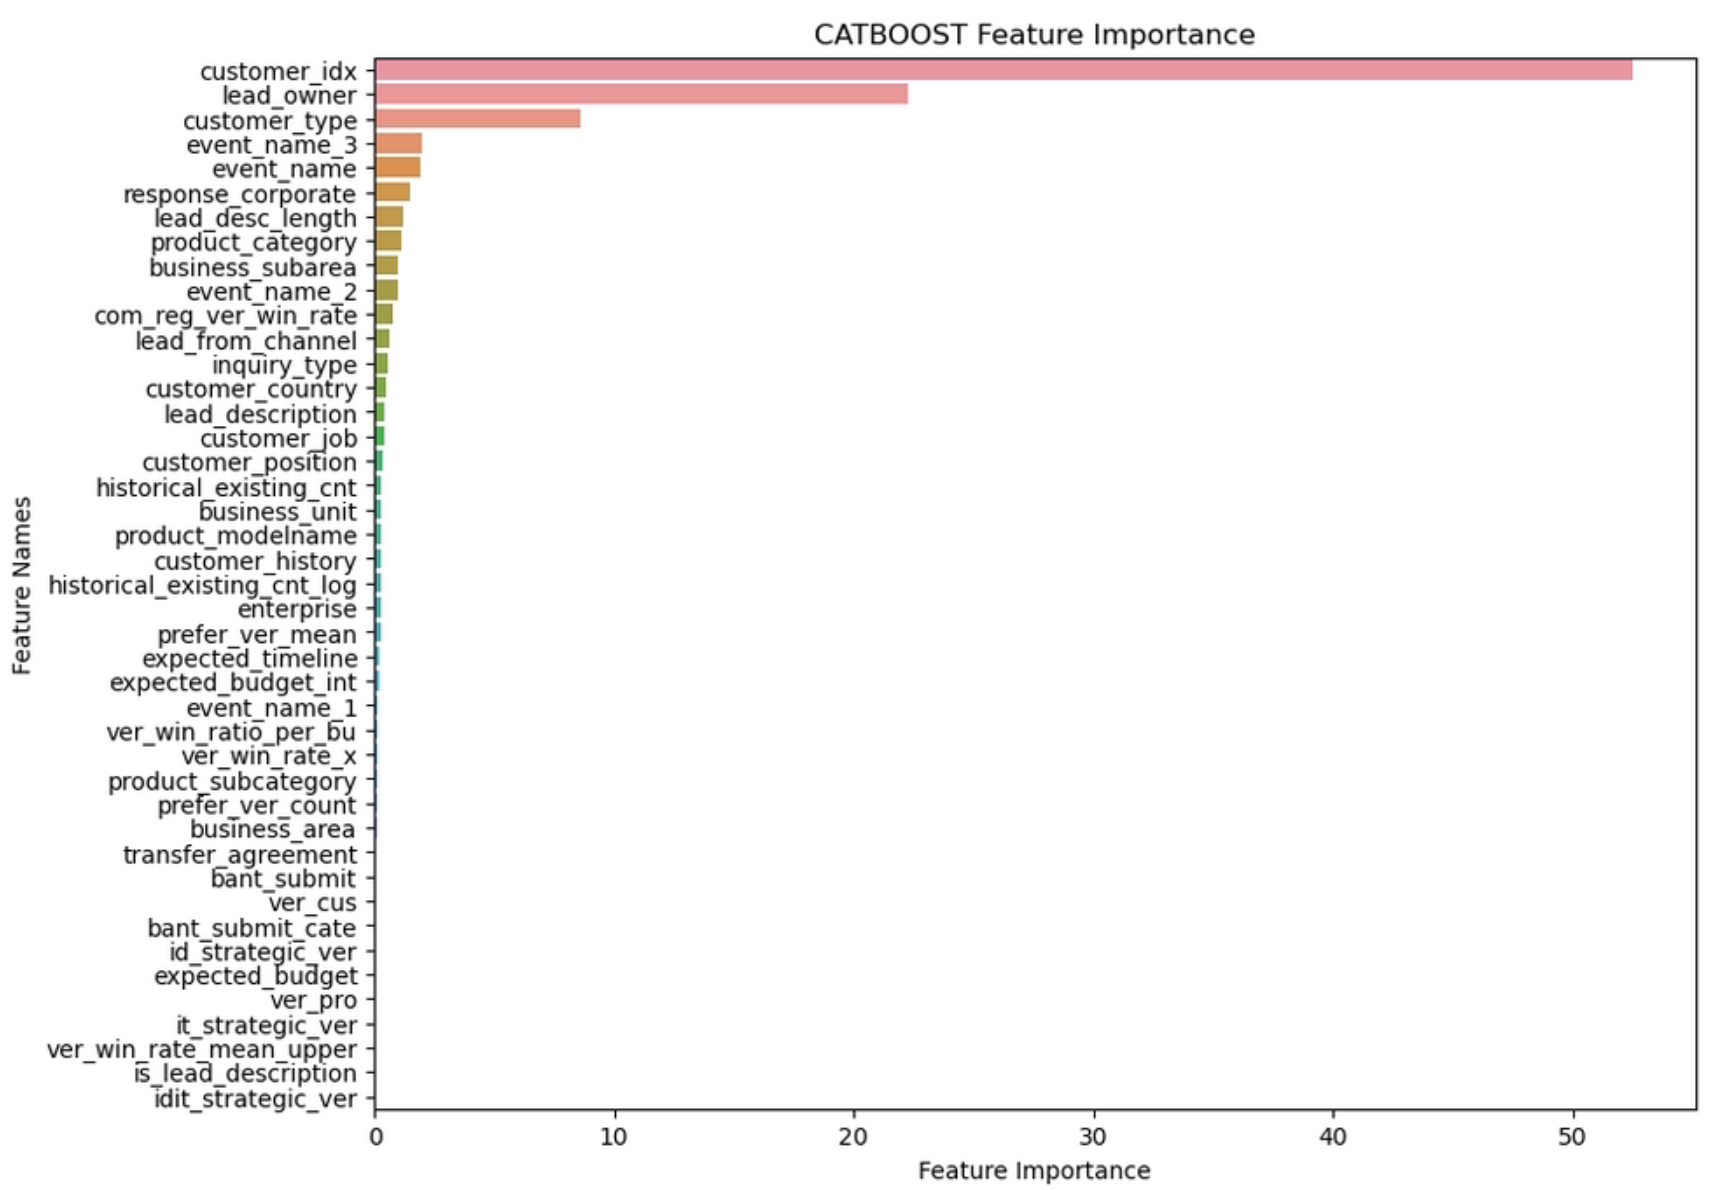 CATBOOST Feature Importance
customer_idx
lead_owner
customer_type
event_name_3
event_name
response_corporate
lead_desc_length
product_category
business_subarea
event_name_2
com_reg_ver_win_rate
lead_from_channel
inquiry_type
customer_country
lead_description
customer_job
customer_position
historical_existing_cnt
business_unit
product_modelname
customer_history
historical_existing_cnt_log
enterprise
prefer_ver_mean
expected_timeline
expected_budget_int
event_name_1
ver_win_ratio_per_bu
ver_win_rate_x
product_subcategory
prefer_ver_count
business_area
transfer_agreement
bant_submit
ver_cus
bant_submit_cate
id_strategic_ver
expected_budget
ver_pro
it_strategic_ver
ver_win_rate_mean_upper
is_lead_description
idit_strategic_ver
Feature Names
0 10 20 30 40 50
Feature Importance